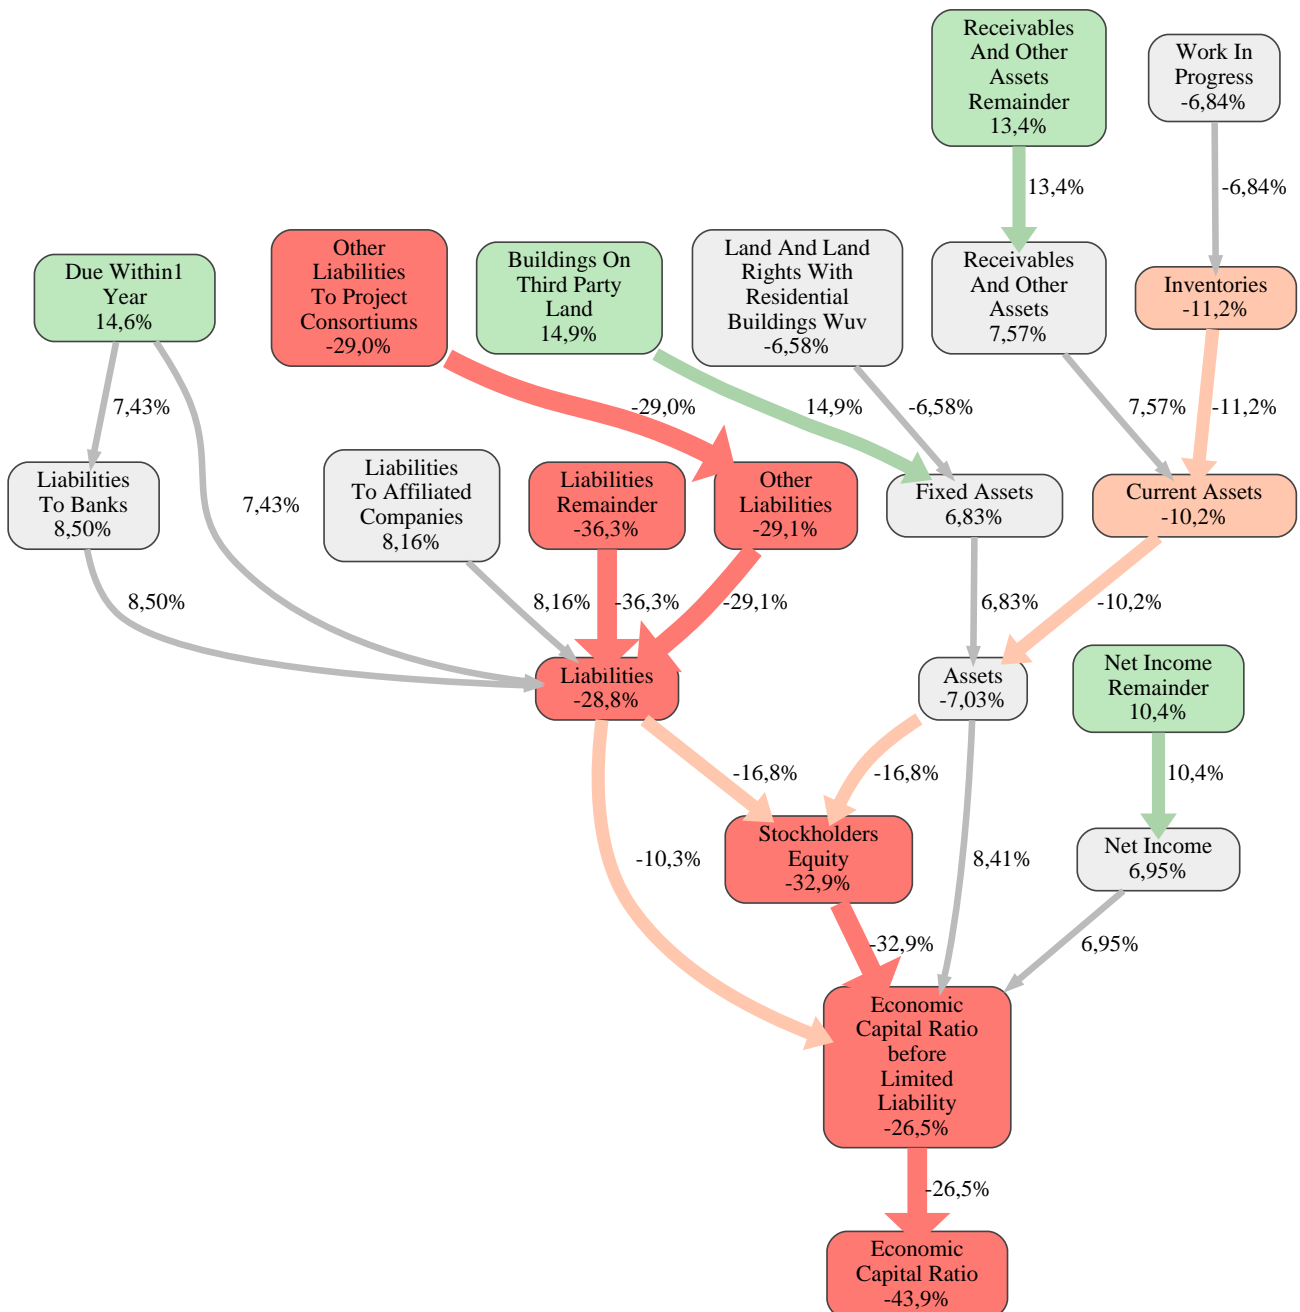 Receivables
And Other
Assets
Remainder
13,4%
Work In
Progress
-6,84%
13,4%
-6,84%
Due Within1
Year
14,6%
Other
Liabilities
To Project
Consortiums
-29,0%
Buildings On
Third Party
Land
14,9%
Land And Land
Rights With
Residential
Buildings Wuv
-6,58%
Receivables
And Other
Assets
7,57%
Inventories
-11,2%
7,43%
-29,0%
14,9%
-6,58%
7,57%
-11,2%
Liabilities
To Banks
8,50%
7,43%
Liabilities
To Affiliated
Companies
8,16%
Liabilities
Remainder
-36,3%
Other
Liabilities
-29,1%
Fixed Assets
6,83%
Current Assets
-10,2%
8,50%
8,16%
-36,3%
-29,1%
6,83%
-10,2%
Liabilities
-28,8%
Assets
-7,03%
Net Income
Remainder
10,4%
-16,8%
-16,8%
10,4%
-10,3%
Stockholders
Equity
-32,9%
8,41%
Net Income
6,95%
-32,9%
6,95%
Economic
Capital Ratio
before
Limited
Liability
-26,5%
-26,5%
Economic
Capital Ratio
-43,9%